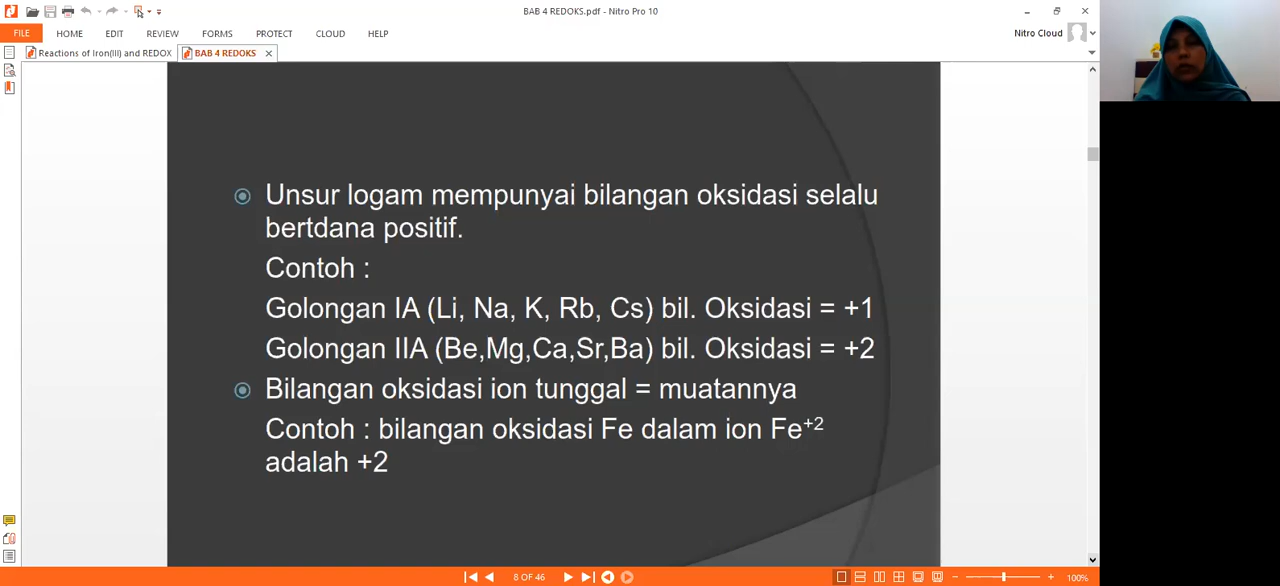 BAB 4 REDOKS.pdf - Nitro Pro 10
FILE HOME EDIT REVIEW FORMS PROTECT CLOUD HELP Nitro Cloud
Reactions of Iron(III) and REDOX BAB 4 REDOKS
Unsur logam mempunyai bilangan oksidasi selalu
bertdana positif.
Contoh :
Golongan IA (Li, Na, K, Rb, Cs) bil. Oksidasi = +1
Golongan IIA (Be,Mg,Ca,Sr,Ba) bil. Oksidasi = +2
Bilangan oksidasi ion tunggal = muatannya
Contoh : bilangan oksidasi Fe dalam ion Fe⁺²
adalah +2
8 OF 46
100%